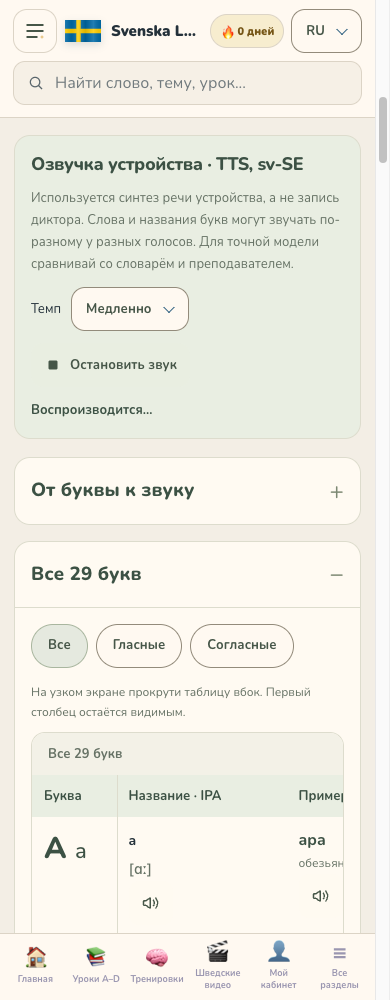 Svenska L...
0 дней
RU
Найти слово, тему, урок...
Озвучка устройства · TTS, sv-SE
Используется синтез речи устройства, а не запись
диктора. Слова и названия букв могут звучать по-
разному у разных голосов. Для точной модели
сравнивай со словарём и преподавателем.
Темп
Медленно
Остановить звук
Воспроизводится...
От буквы к звуку
Все 29 букв
Все
Гласные
Согласные
На узком экране прокрути таблицу вбок. Первый
столбец остаётся видимым.
Все 29 букв
Буква
Название · IPA
Пример
A a
a
[ɑː]
apa
обезьян
Главная
Уроки A–D
Тренировки
Шведские
видео
Мой
кабинет
Все
разделы